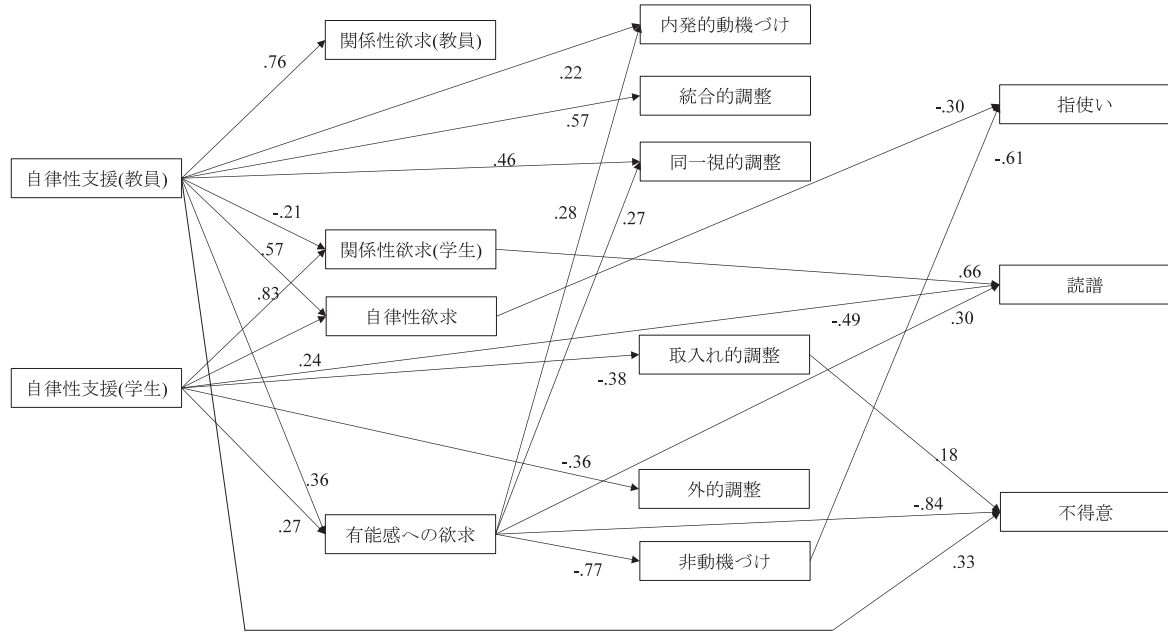 内発的動機づけ
関係性欲求(教員)
.76
.22
統合的調整
指使い
-.30
.57
同一視的調整
.46
-.61
自律性支援(教員)
-.21
.28
.27
関係性欲求(学生)
.57
.66
読譜
.83
自律性欲求
-.49
.30
取入れ的調整
.24
-.38
自律性支援(学生)
.18
-.36
外的調整
.36
-.84
不得意
.27
有能感への欲求
非動機づけ
.33
-.77